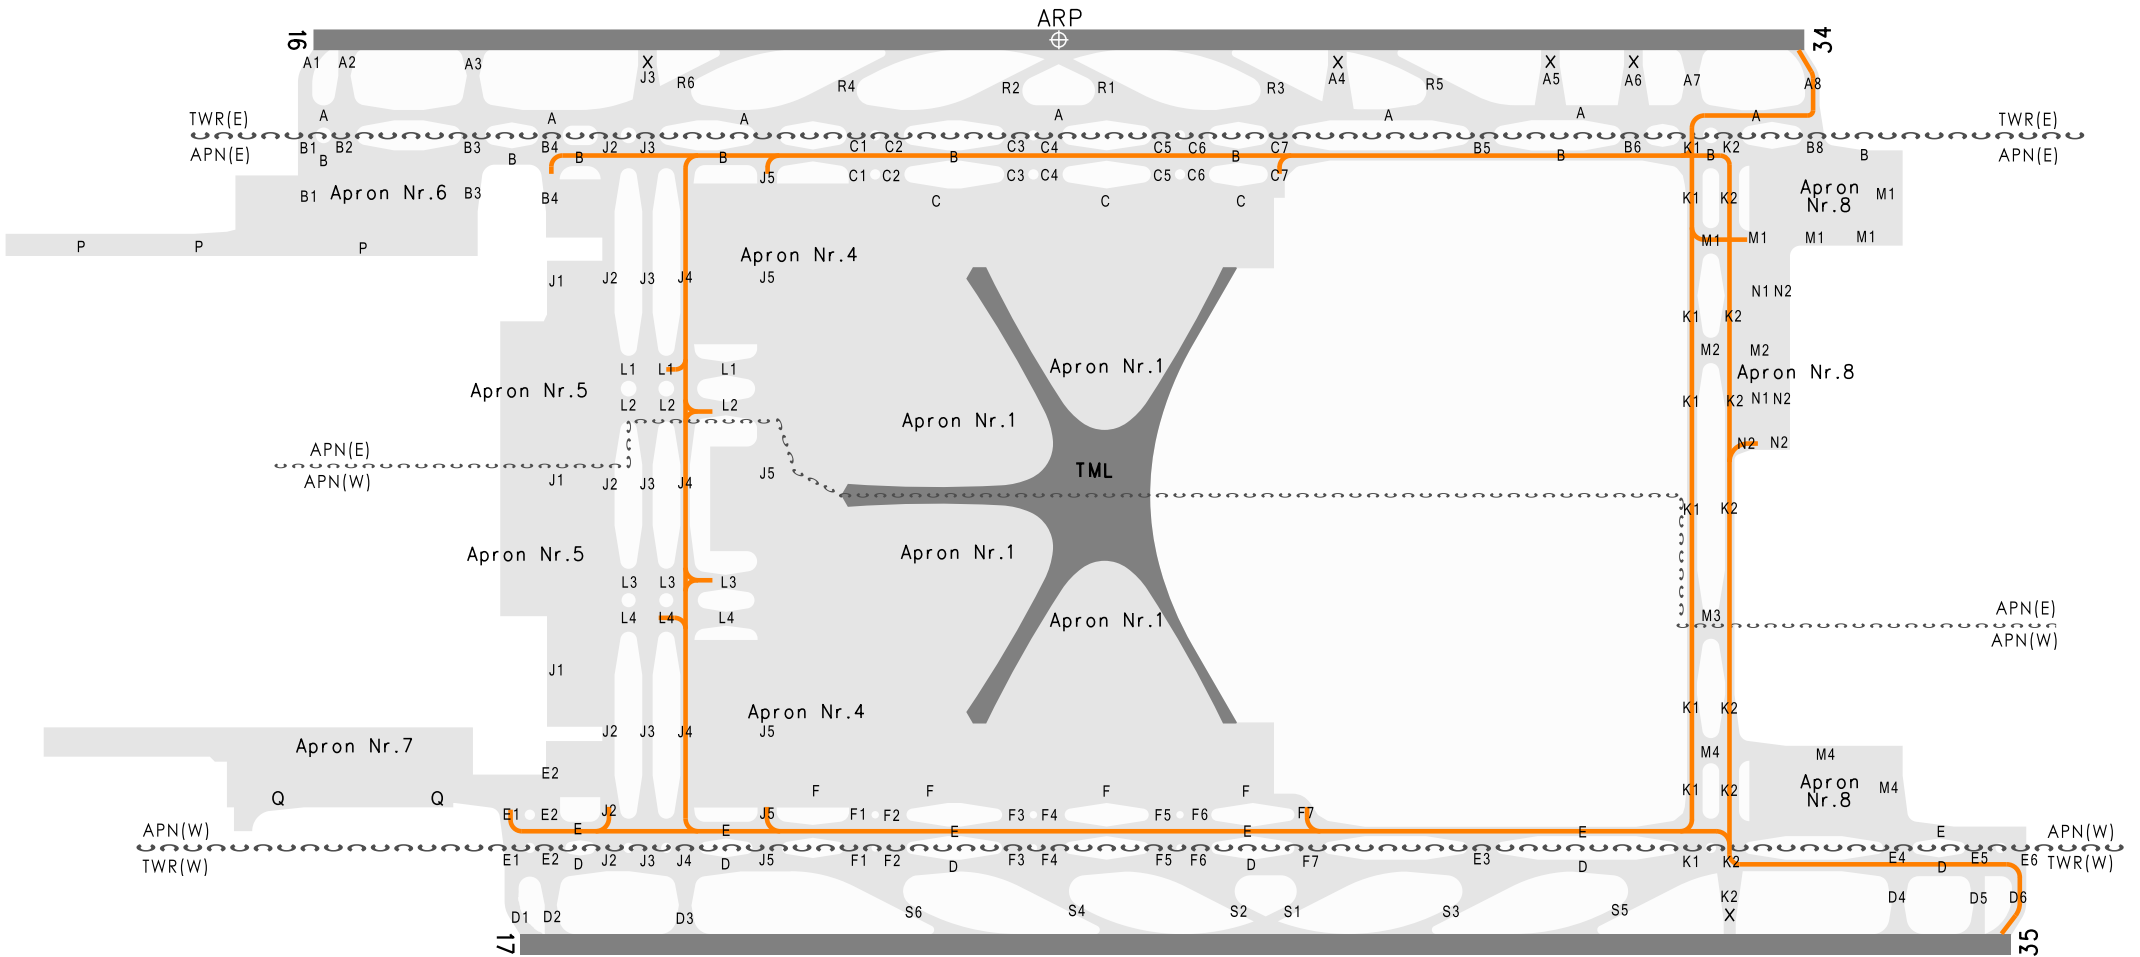 ARP
16 34
A1 A2 A3 X X X X
J3 R6 R4 R2 R1 R3 A4 R5 A5 A6 A7 A8
TWR(E) A A A A A A A TWR(E)
APN(E) B1 B2 B3 B4 J2 J3 C1 C2 C3 C4 C5 C6 C7 B5 B6 K1 K2 B8 APN(E)
B B B B B B B B B
J5 C1 C2 C3 C4 C5 C6 C7
B1 Apron Nr.6 B3 B4 C C C K1 K2 Apron M1
Nr.8
P P P M1 M1 M1 M1
Apron Nr.4
J1 J2 J3 J4 J5 N1 N2
K1 K2
M2 M2
L1 L1 L1 Apron Nr.1 Apron Nr.8
Apron Nr.5 L2 L2 L2 K1 K2 N1 N2
Apron Nr.1
APN(E) N2 N2
APN(W) J1 J2 J3 J4 J5 TML
K1 K2
Apron Nr.5 Apron Nr.1
L3 L3 L3
L4 L4 L4 Apron Nr.1 M3 APN(E)
APN(W)
J1
Apron Nr.4 K1 K2
Apron Nr.7 J2 J3 J4 J5 M4 M4
E2 Apron
Q Q F F F F K1 K2 Nr.8 M4
E1 E2 J2 J5 F1 F2 F3 F4 F5 F6 F7
APN(W) E E E E E E APN(W)
TWR(W) E1 E2 D J2 J3 J4 D J5 F1 F2 D F3 F4 F5 F6 D F7 E3 D K1 K2 E4 D E5 E6 TWR(W)
D1 D2 D3 S6 S4 S2 S1 S3 S5 K2 D4 D5 D6
X
17 35